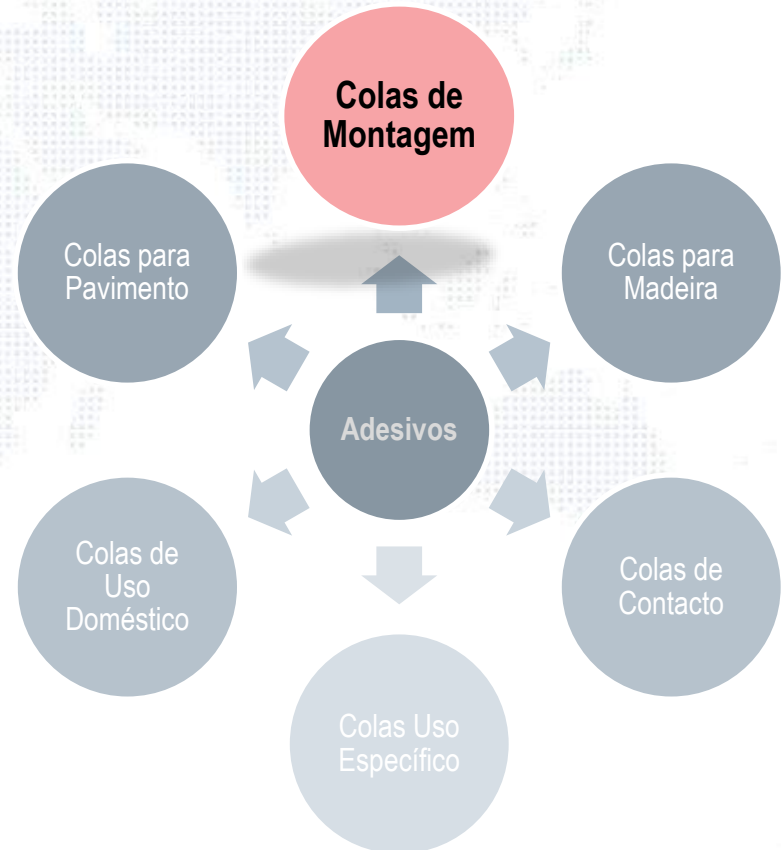 Colas de
Montagem
Colas para
Pavimento
Colas para
Madeira
Adesivos
Colas de
Uso
Doméstico
Colas de
Contacto
Colas Uso
Específico